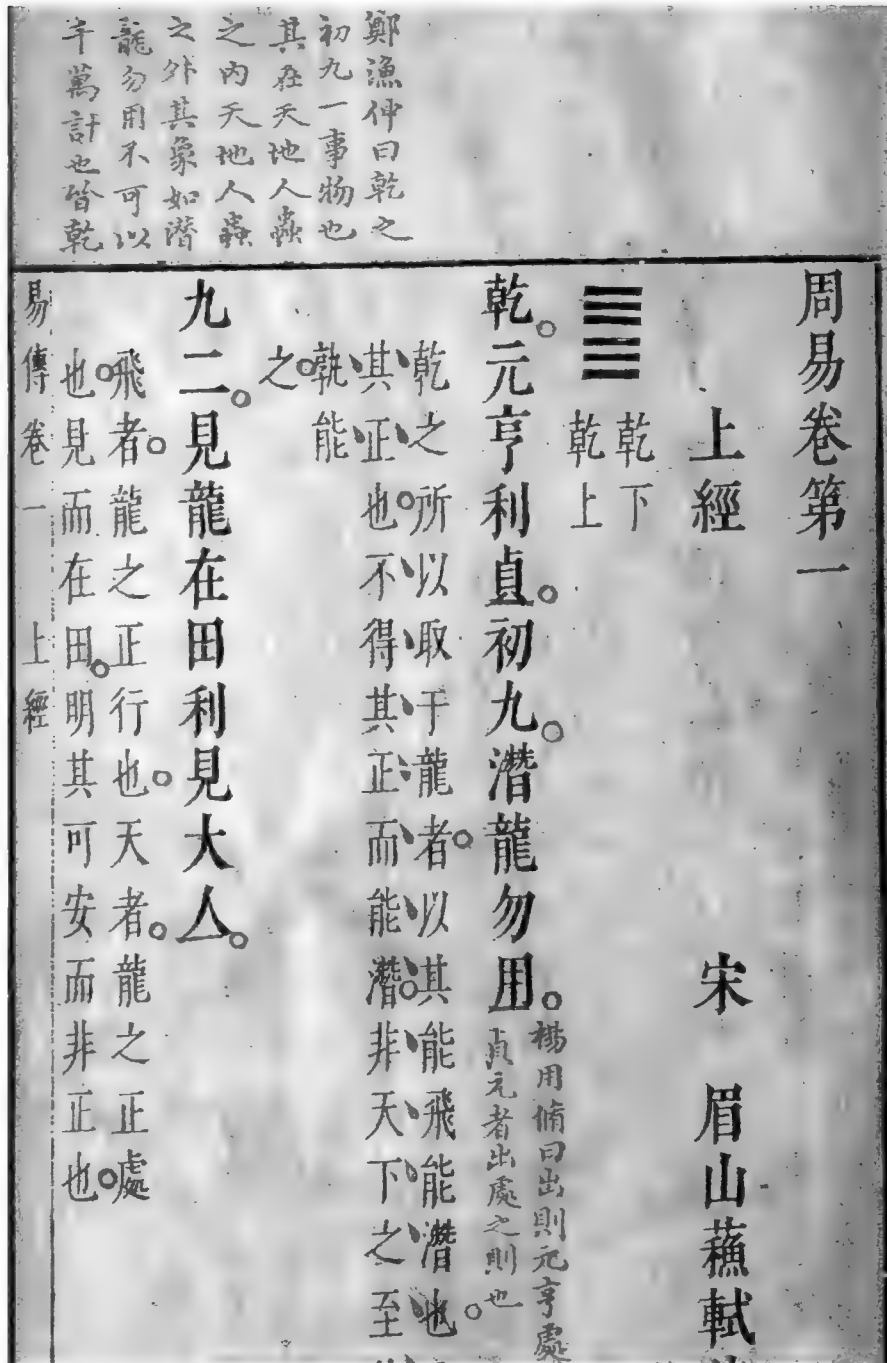 鄭漁仲曰乾之
初九一事物也
其在天地人蟲
之內天地人蟲
之外其象如潛
龍勿用不可以
萬計也皆乾
周易卷第一
上經 宋 眉山蘓軾
乾下
乾上
乾。元亨利貞。初九。潛龍勿用。
楊用脩曰出則元亨處
貞元者出處之則也
乾之所以取于龍者。以其能飛能潛也。
其正也。不得其正而能潛。非天下之至
孰能
之。
九二。見龍在田利見大人。
飛者。龍之正行也。天者。龍之正處
也。見而在田。明其可安而非正也。
易傳卷一 上經